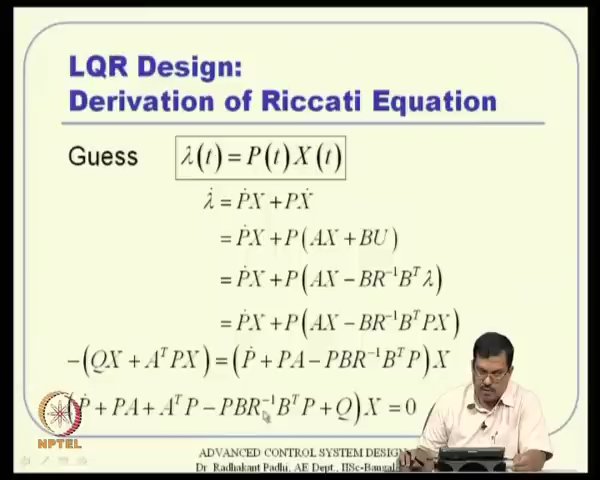 LQR Design:
Derivation of Riccati Equation
Guess λ(t) = P(t) X(t)
λ̇ = ṖX + PẊ
= ṖX + P(AX + BU)
= ṖX + P(AX − BR⁻¹Bᵀλ)
= ṖX + P(AX − BR⁻¹BᵀPX)
−(QX + AᵀPX) = (Ṗ + PA − PBR⁻¹BᵀP)X
(Ṗ + PA + AᵀP − PBR⁻¹BᵀP + Q)X = 0
NPTEL
ADVANCED CONTROL SYSTEM DESIGN
Dr. Radhakant Padhi, AE Dept., IISc-Bangal